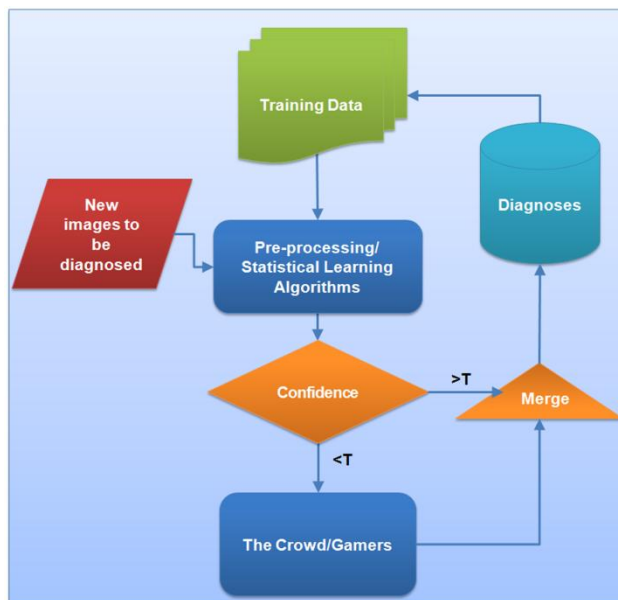 Training Data
New
images to
be
diagnosed
Pre-processing/
Statistical Learning
Algorithms
Diagnoses
Confidence
>T
Merge
<T
The Crowd/Gamers